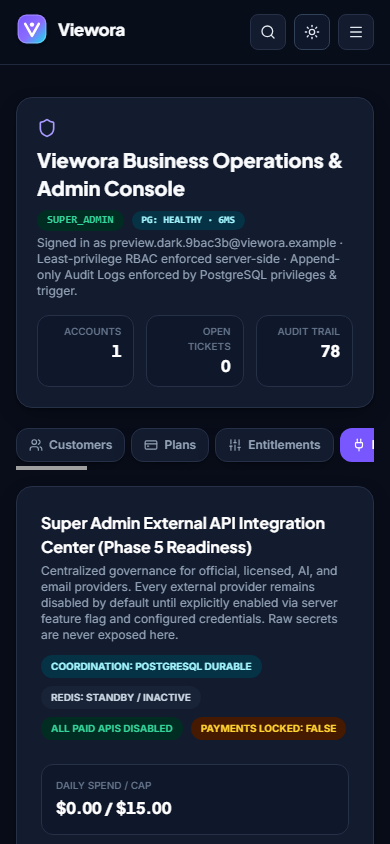 Viewora
Viewora Business Operations &
Admin Console
SUPER_ADMIN
PG: HEALTHY · 6MS
Signed in as preview.dark.9bac3b@viewora.example ·
Least-privilege RBAC enforced server-side · Append-
only Audit Logs enforced by PostgreSQL privileges &
trigger.
ACCOUNTS
1
OPEN
TICKETS
0
AUDIT TRAIL
78
Customers
Plans
Entitlements
Super Admin External API Integration
Center (Phase 5 Readiness)
Centralized governance for official, licensed, AI, and
email providers. Every external provider remains
disabled by default until explicitly enabled via server
feature flag and configured credentials. Raw secrets
are never exposed here.
COORDINATION: POSTGRESQL DURABLE
REDIS: STANDBY / INACTIVE
ALL PAID APIS DISABLED
PAYMENTS LOCKED: FALSE
DAILY SPEND / CAP
$0.00 / $15.00